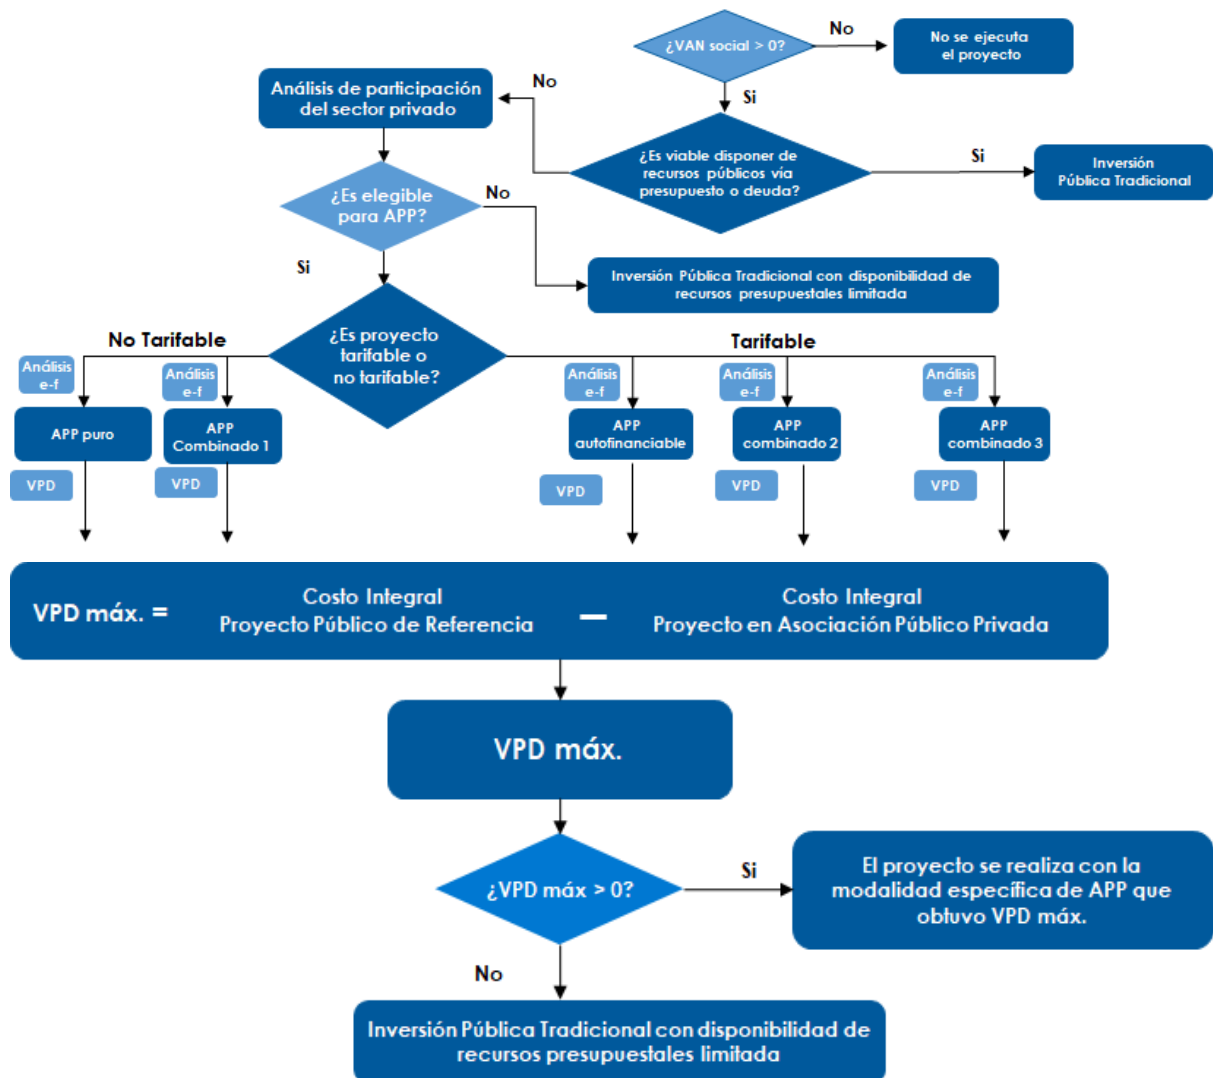 ¿VAN social > 0?
No
No se ejecuta
el proyecto
Si
No
Análisis de participación
del sector privado
¿Es viable disponer de
recursos públicos vía
presupuesto o deuda?
Si
Inversión
Pública Tradicional
¿Es elegible
para APP?
No
Si
Inversión Pública Tradicional con disponibilidad de
recursos presupuestales limitada
¿Es proyecto
tarifable o
no tarifable?
No Tarifable
Tarifable
Análisis
e-f
Análisis
e-f
Análisis
e-f
Análisis
e-f
Análisis
e-f
APP puro
APP
Combinado 1
APP
autofinanciable
APP
combinado 2
APP
combinado 3
VPD
VPD
VPD
VPD
VPD
VPD máx. =
Costo Integral
Proyecto Público de Referencia
—
Costo Integral
Proyecto en Asociación Público Privada
VPD máx.
¿VPD máx > 0?
Si
El proyecto se realiza con la
modalidad específica de APP que
obtuvo VPD máx.
No
Inversión Pública Tradicional con disponibilidad de
recursos presupuestales limitada